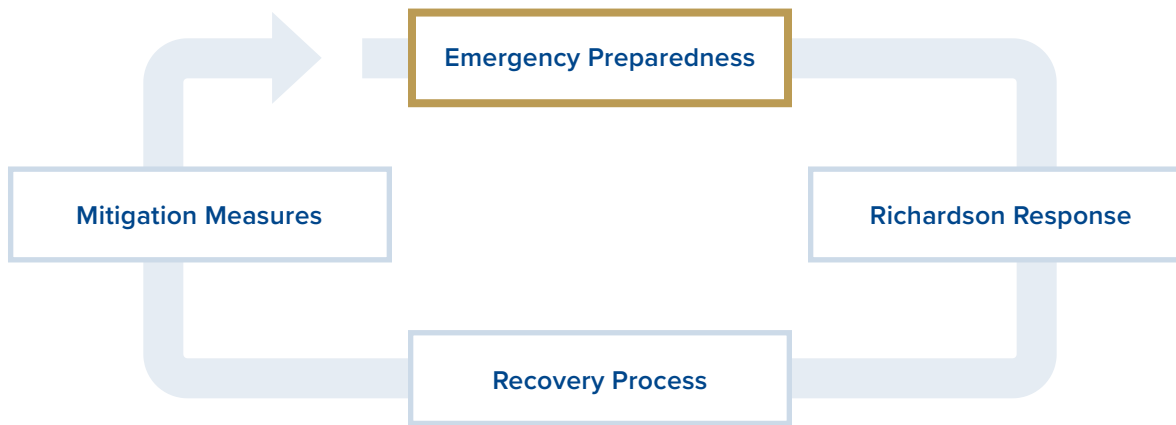 Emergency Preparedness
Mitigation Measures
Richardson Response
Recovery Process